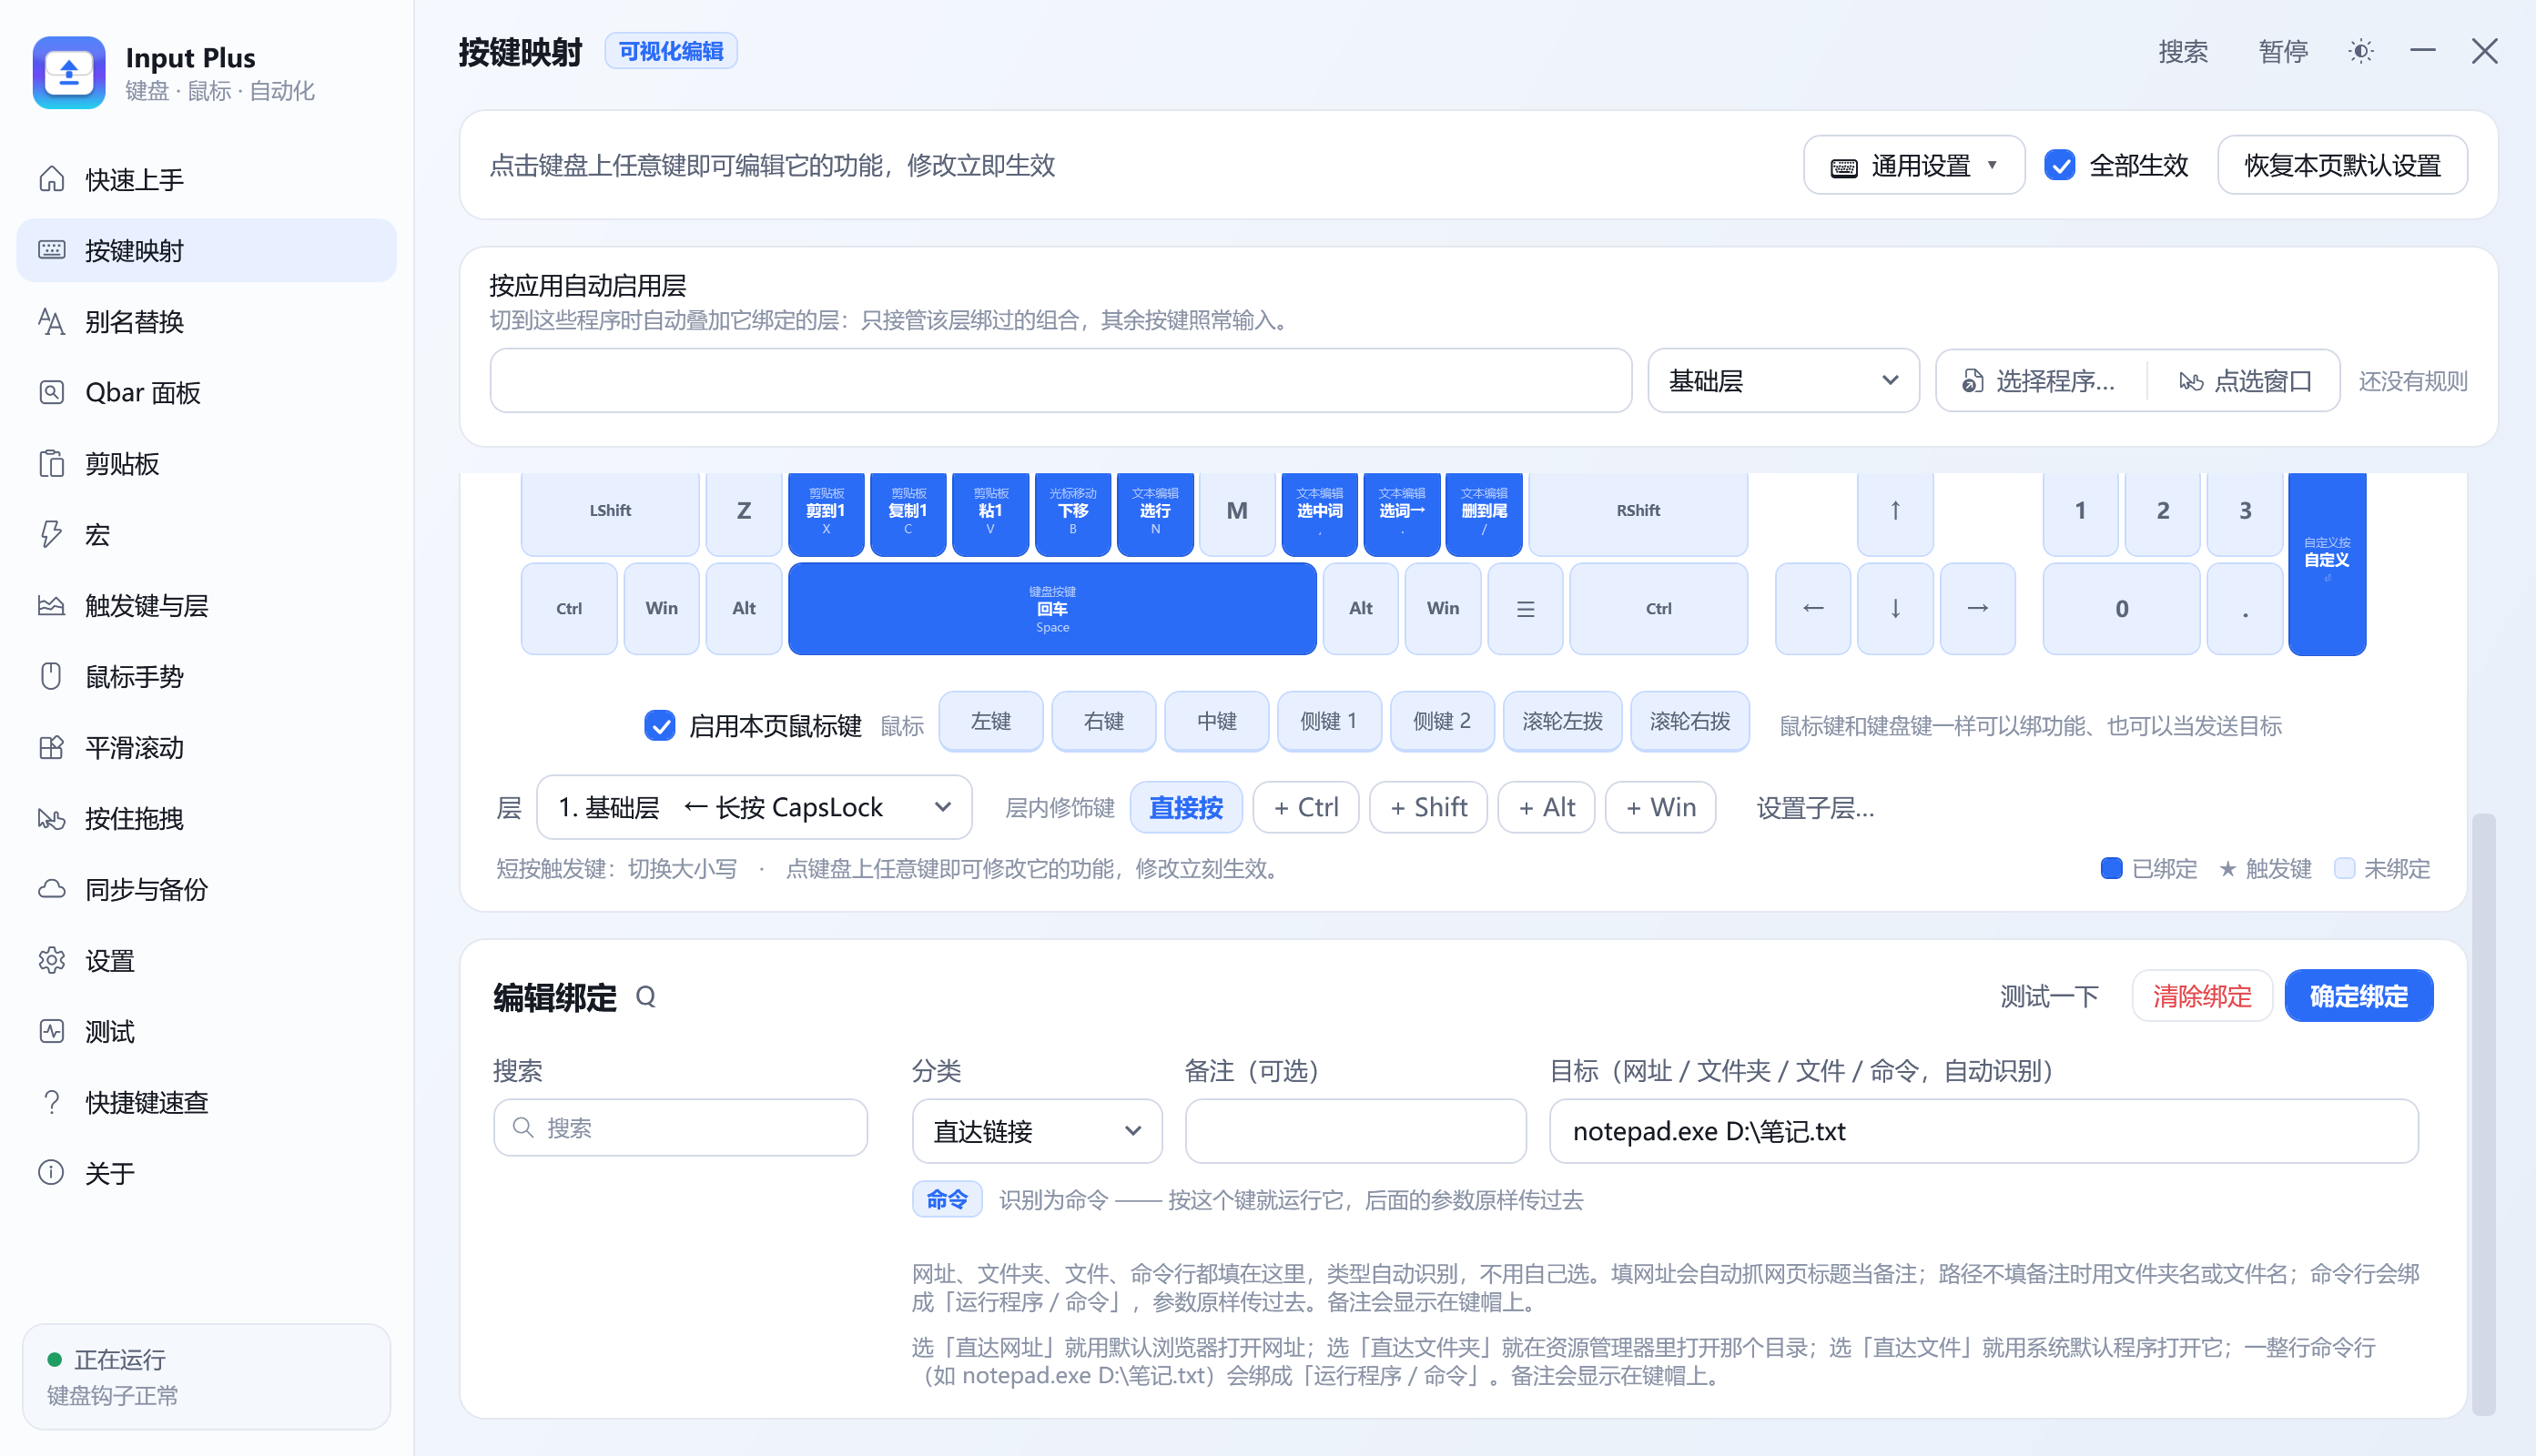 Input Plus
键盘 · 鼠标 · 自动化
快速上手
按键映射
别名替换
Qbar 面板
剪贴板
宏
触发键与层
鼠标手势
平滑滚动
按住拖拽
同步与备份
设置
测试
快捷键速查
关于
正在运行
键盘钩子正常
按键映射 可视化编辑
搜索 暂停
点击键盘上任意键即可编辑它的功能，修改立即生效
通用设置 全部生效 恢复本页默认设置
按应用自动启用层
切到这些程序时自动叠加它绑定的层：只接管该层绑过的组合，其余按键照常输入。
基础层 选择程序... 点选窗口 还没有规则
LShift
Z
剪贴板
剪到1
X
剪贴板
复制1
C
剪贴板
粘1
V
光标移动
下移
B
文本编辑
选行
N
M
文本编辑
选中词
,
文本编辑
选词→
.
文本编辑
删到尾
/
RShift
↑
1
2
3
自定义按
自定义
⏎
Ctrl
Win
Alt
键盘按键
回车
Space
Alt
Win
☰
Ctrl
←
↓
→
0
.
启用本页鼠标键 鼠标 左键 右键 中键 侧键 1 侧键 2 滚轮左拨 滚轮右拨 鼠标键和键盘键一样可以绑功能、也可以当发送目标
层 1. 基础层 ← 长按 CapsLock 层内修饰键 直接按 + Ctrl + Shift + Alt + Win 设置子层...
短按触发键：切换大小写 · 点键盘上任意键即可修改它的功能，修改立刻生效。
已绑定 ★ 触发键 未绑定
编辑绑定 Q
测试一下 清除绑定 确定绑定
搜索
搜索
分类
直达链接
备注（可选）
目标（网址 / 文件夹 / 文件 / 命令，自动识别）
notepad.exe D:\笔记.txt
命令 识别为命令 —— 按这个键就运行它，后面的参数原样传过去
网址、文件夹、文件、命令行都填在这里，类型自动识别，不用自己选。填网址会自动抓网页标题当备注；路径不填备注时用文件夹名或文件名；命令行会绑
成「运行程序 / 命令」，参数原样传过去。备注会显示在键帽上。
选「直达网址」就用默认浏览器打开网址；选「直达文件夹」就在资源管理器里打开那个目录；选「直达文件」就用系统默认程序打开它；一整行命令行
（如 notepad.exe D:\笔记.txt）会绑成「运行程序 / 命令」。备注会显示在键帽上。